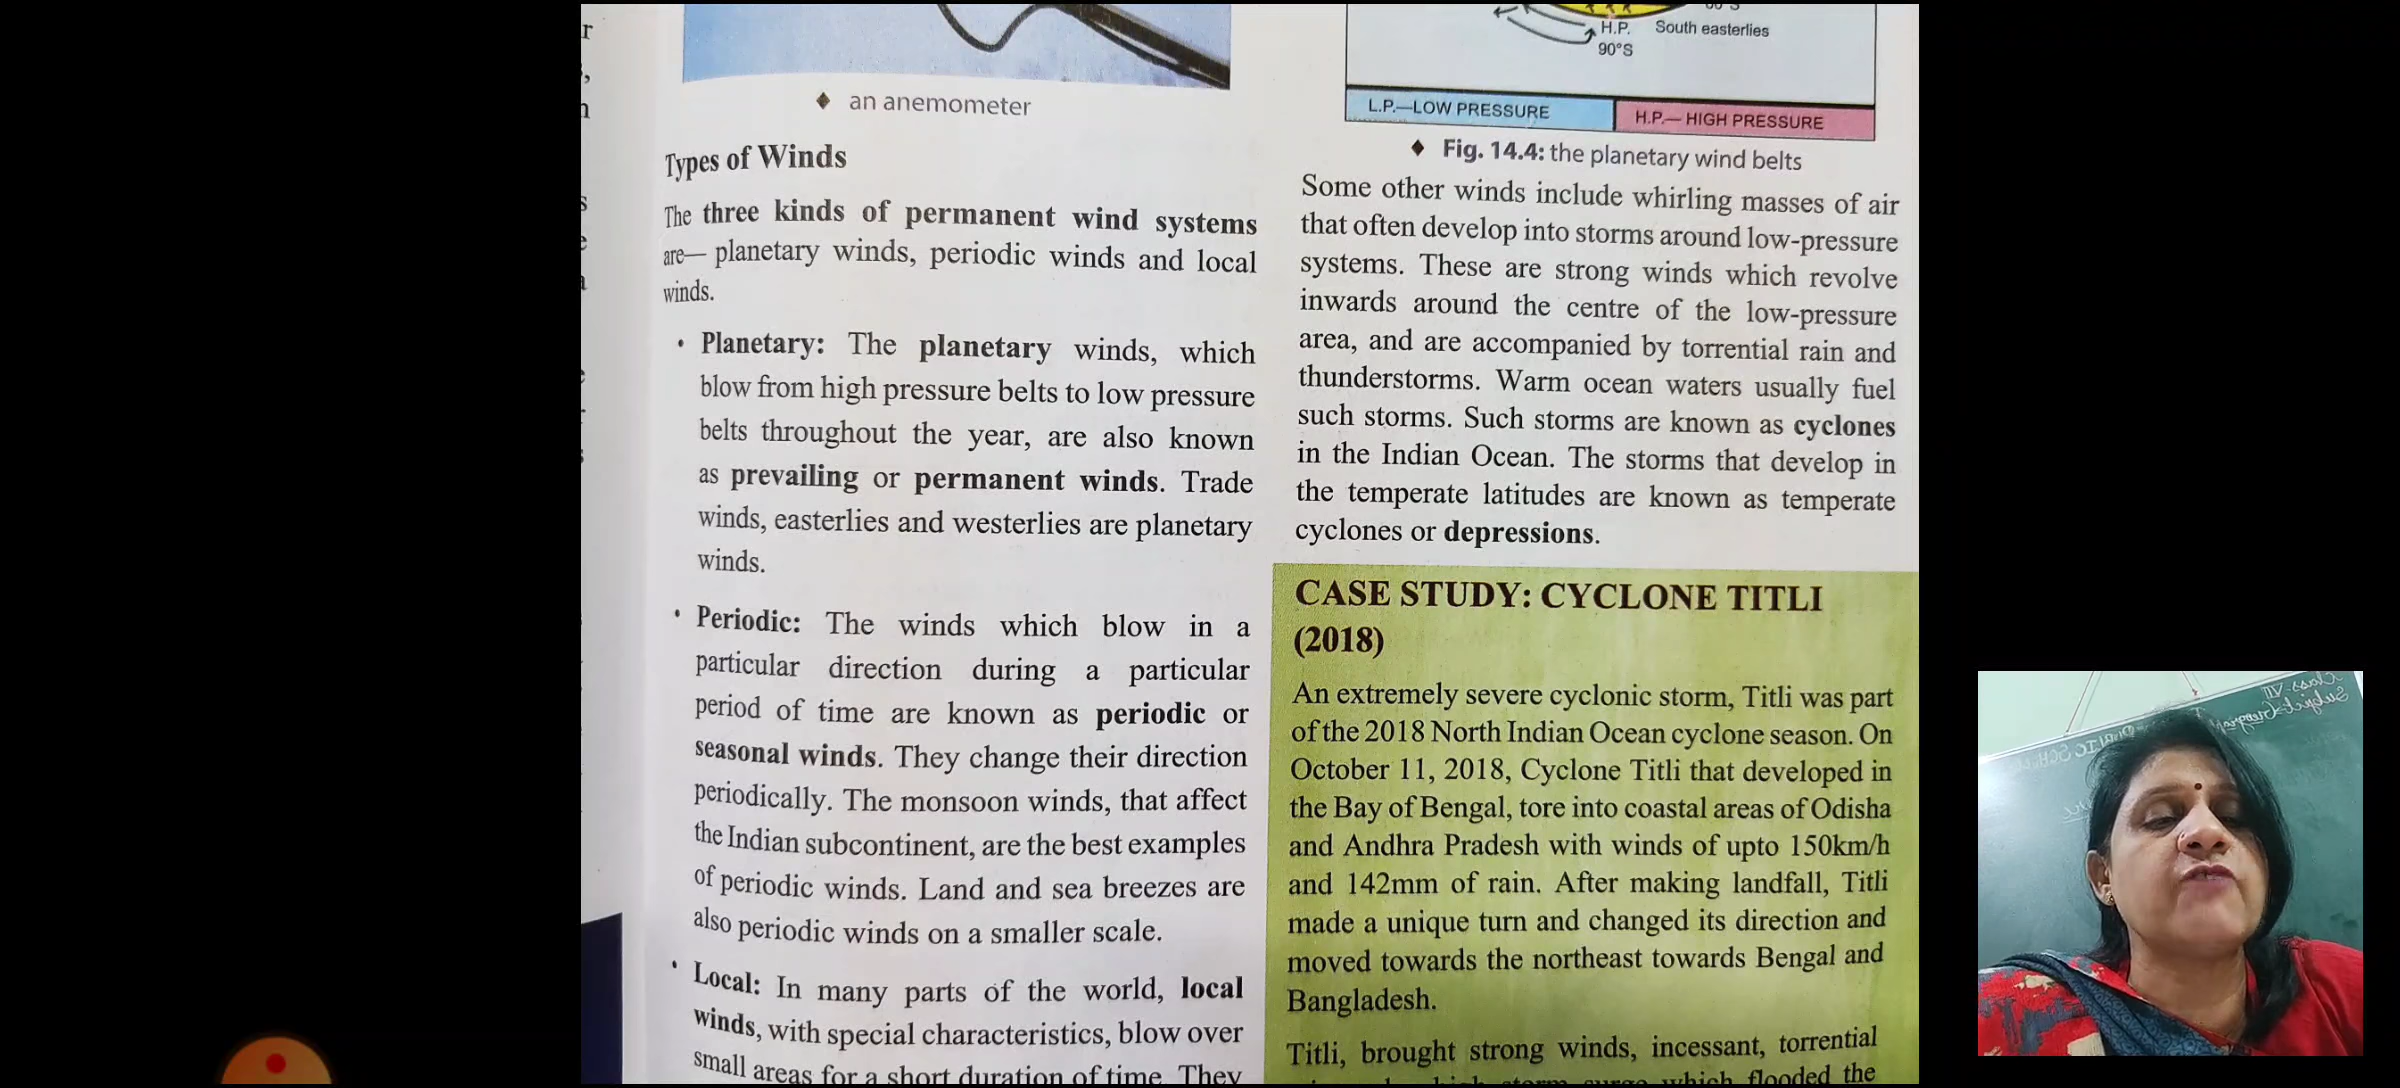 ♦ an anemometer
Types of Winds
The three kinds of permanent wind systems
are— planetary winds, periodic winds and local
winds.
• Planetary: The planetary winds, which
blow from high pressure belts to low pressure
belts throughout the year, are also known
as prevailing or permanent winds. Trade
winds, easterlies and westerlies are planetary
winds.
• Periodic: The winds which blow in a
particular direction during a particular
period of time are known as periodic or
seasonal winds. They change their direction
periodically. The monsoon winds, that affect
the Indian subcontinent, are the best examples
of periodic winds. Land and sea breezes are
also periodic winds on a smaller scale.
• Local: In many parts of the world, local
winds, with special characteristics, blow over
small areas for a short duration of time. They
H.P. South easterlies
90°S
L.P.—LOW PRESSURE
H.P.— HIGH PRESSURE
♦ Fig. 14.4: the planetary wind belts
Some other winds include whirling masses of air
that often develop into storms around low-pressure
systems. These are strong winds which revolve
inwards around the centre of the low-pressure
area, and are accompanied by torrential rain and
thunderstorms. Warm ocean waters usually fuel
such storms. Such storms are known as cyclones
in the Indian Ocean. The storms that develop in
the temperate latitudes are known as temperate
cyclones or depressions.
CASE STUDY: CYCLONE TITLI
(2018)
An extremely severe cyclonic storm, Titli was part
of the 2018 North Indian Ocean cyclone season. On
October 11, 2018, Cyclone Titli that developed in
the Bay of Bengal, tore into coastal areas of Odisha
and Andhra Pradesh with winds of upto 150km/h
and 142mm of rain. After making landfall, Titli
made a unique turn and changed its direction and
moved towards the northeast towards Bengal and
Bangladesh.
Titli, brought strong winds, incessant, torrential
which flooded the
Class-VII
Subject-Geography
PUBLIC SCH